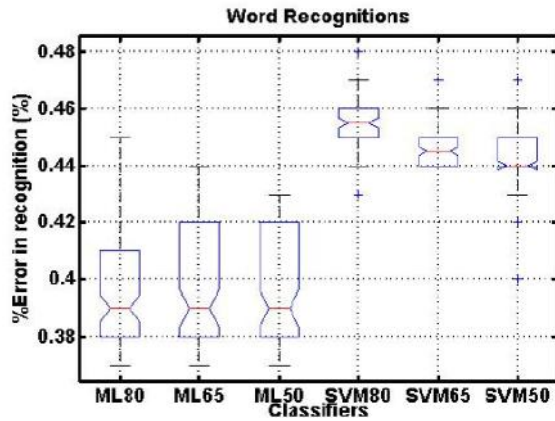 Word Recognitions
%Error in recognition (%)
0.48
0.46
0.44
0.42
0.4
0.38
ML80 ML65 ML50 SVM80 SVM65 SVM50
Classifiers